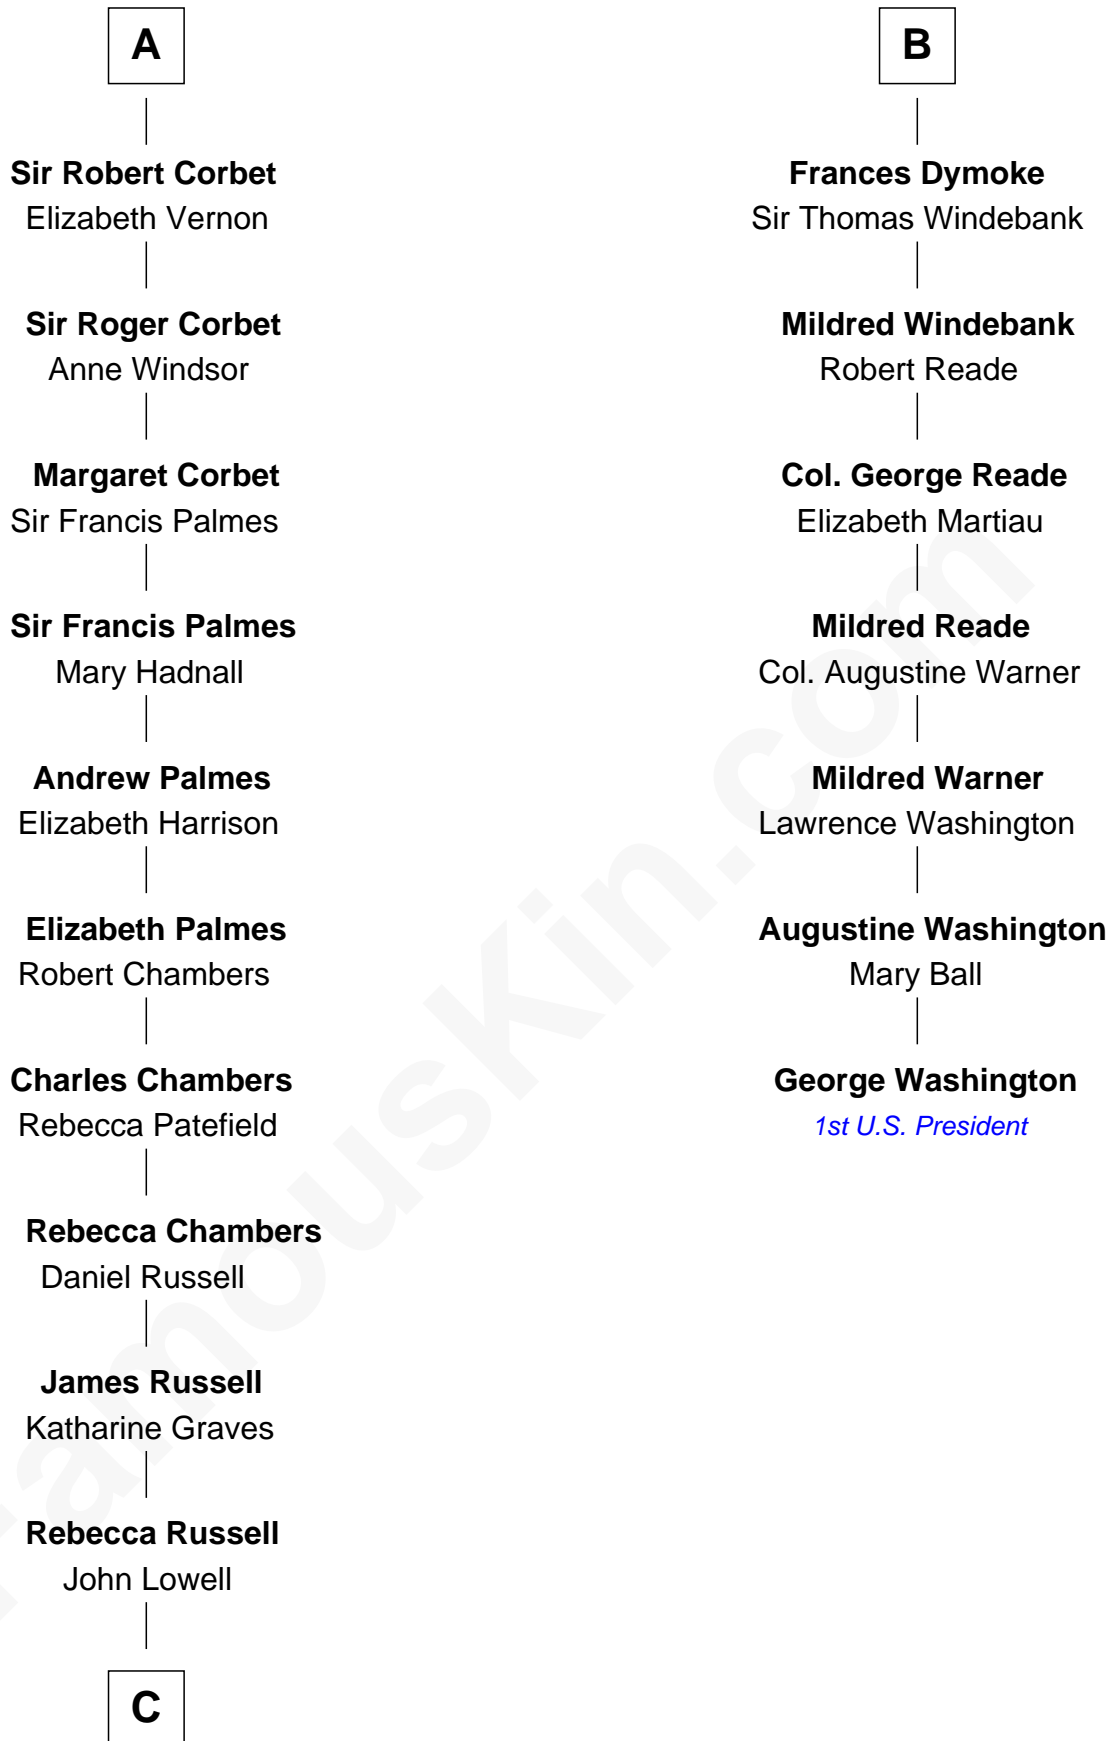 A
Sir Robert Corbet
Elizabeth Vernon
Sir Roger Corbet
Anne Windsor
Margaret Corbet
Sir Francis Palmes
Sir Francis Palmes
Mary Hadnall
Andrew Palmes
Elizabeth Harrison
Elizabeth Palmes
Robert Chambers
Charles Chambers
Rebecca Patefield
Rebecca Chambers
Daniel Russell
James Russell
Katharine Graves
Rebecca Russell
John Lowell
C
B
Frances Dymoke
Sir Thomas Windebank
Mildred Windebank
Robert Reade
Col. George Reade
Elizabeth Martiau
Mildred Reade
Col. Augustine Warner
Mildred Warner
Lawrence Washington
Augustine Washington
Mary Ball
George Washington
1st U.S. President
FamousKin.com